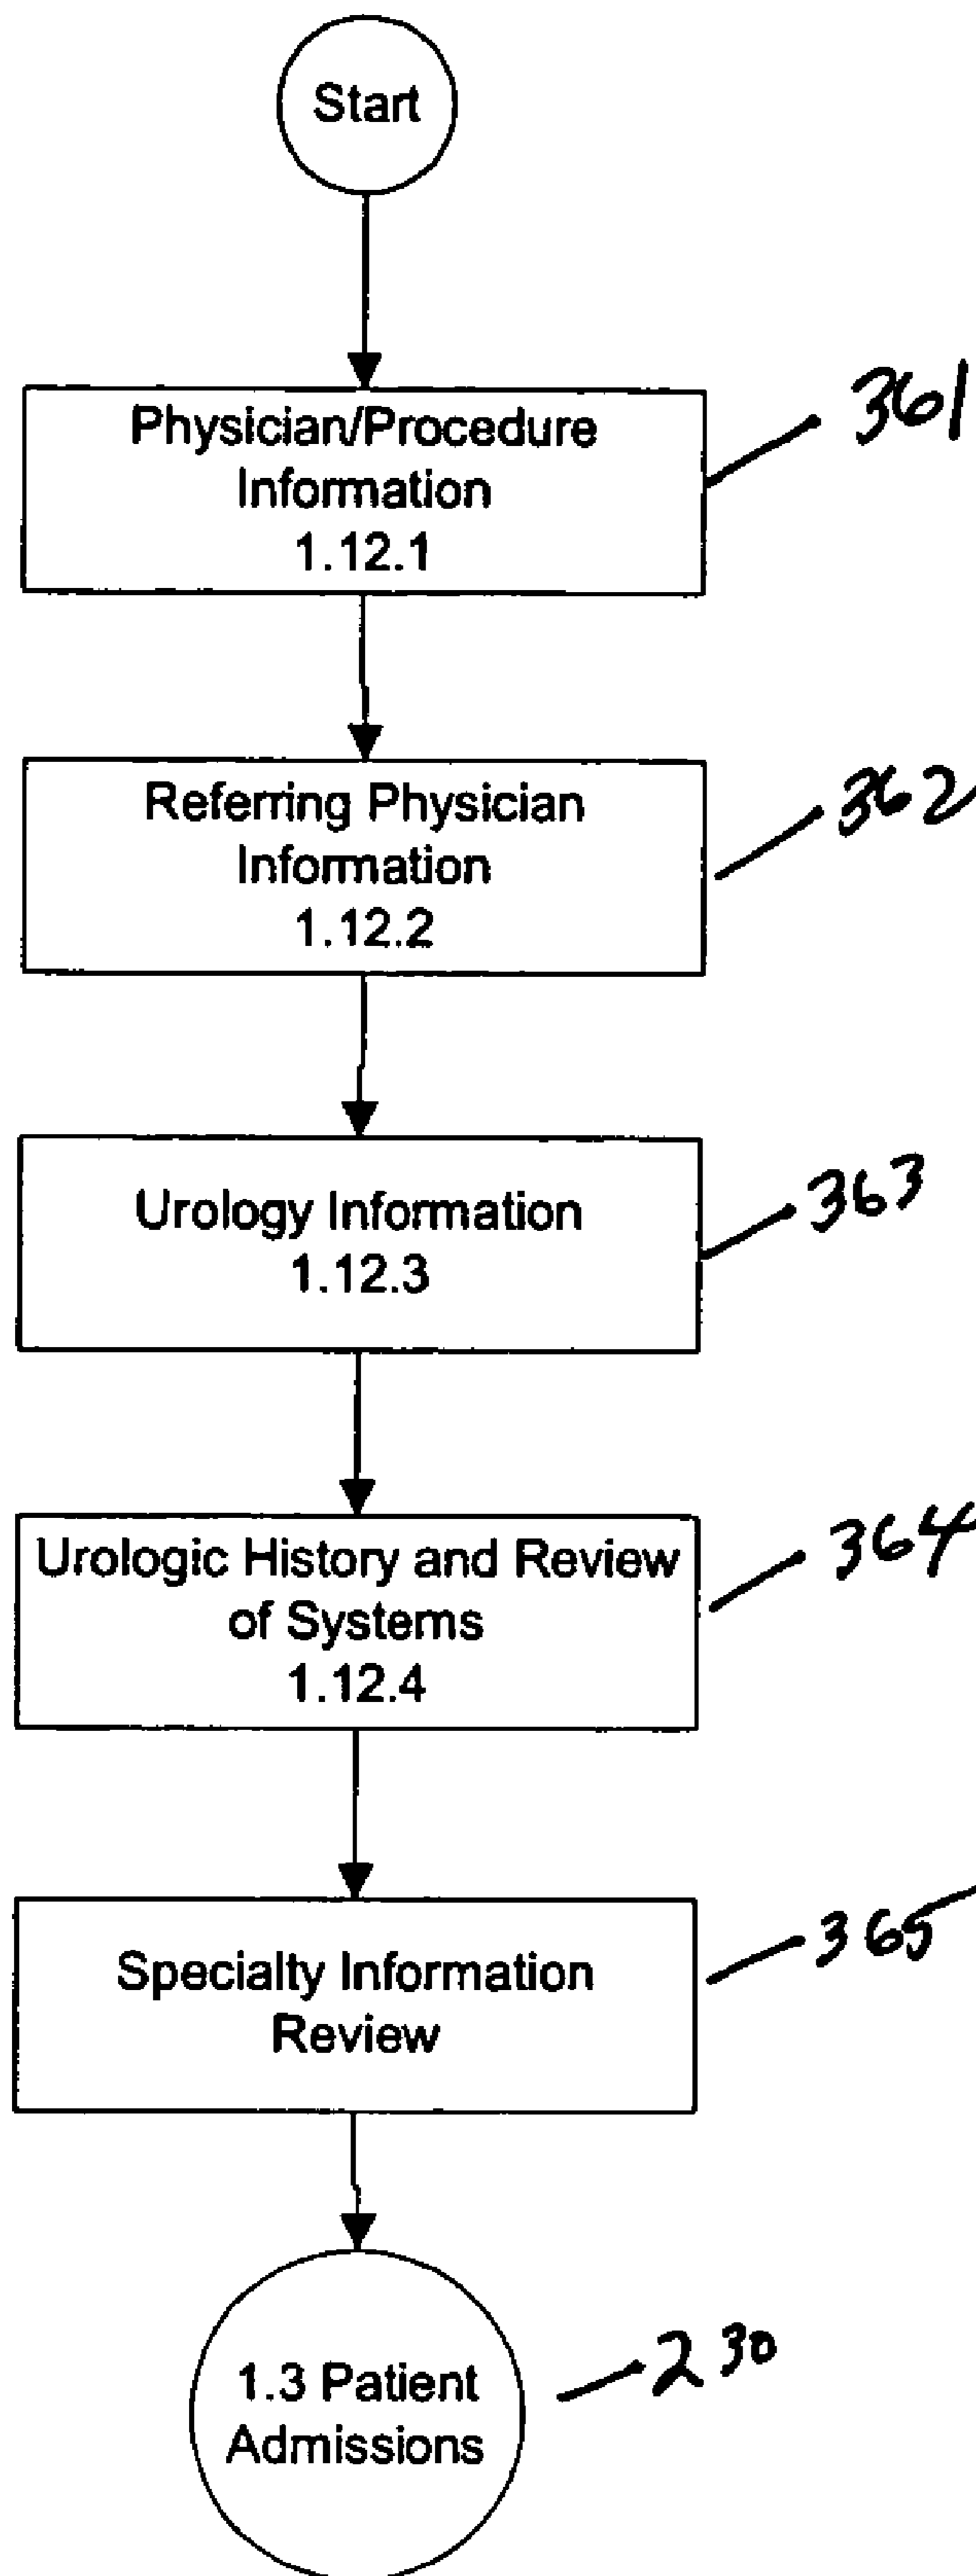 Start
Physician/Procedure
Information
1.12.1
361
Referring Physician
Information
1.12.2
362
Urology Information
1.12.3
363
Urologic History and Review
of Systems
1.12.4
364
Specialty Information
Review
365
1.3 Patient
Admissions
230